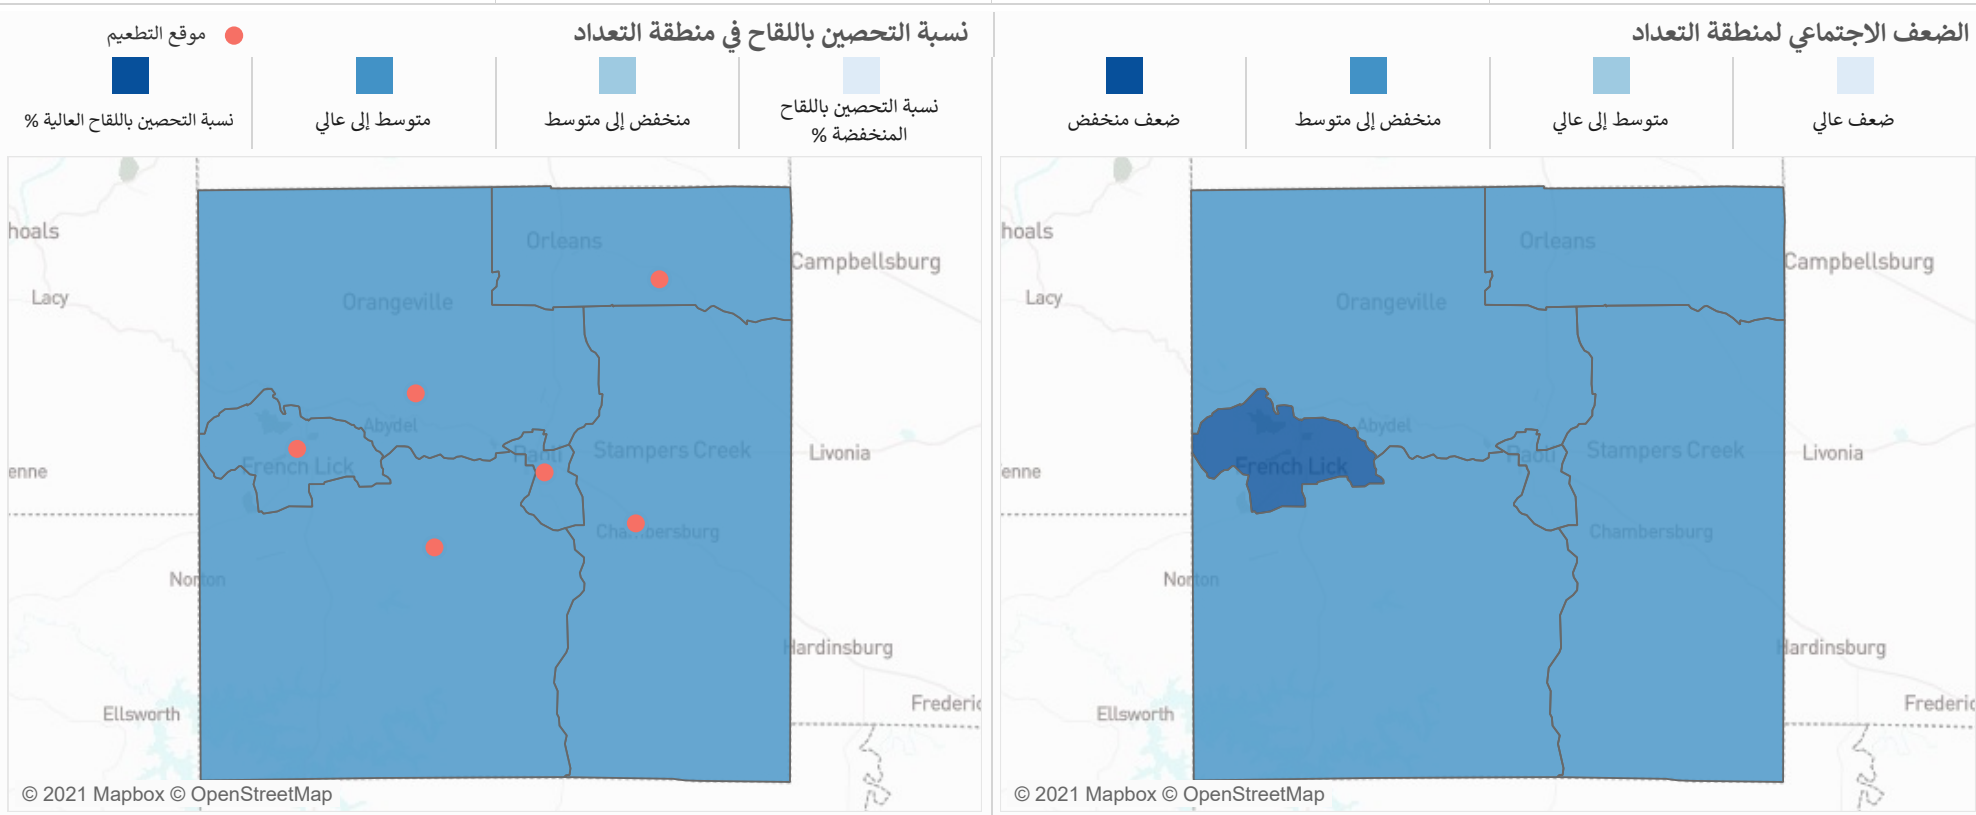 الضعف الاجتماعي لمنطقة التعداد
ضعف عالي
متوسط إلى عالي
منخفض إلى متوسط
ضعف منخفض
hoals
Orleans
Campbellsburg
Lacy
Orangeville
Abydel
Paoli
Stampers Creek
Livonia
French Lick
enne
Chambersburg
Norton
Hardinsburg
Frederic
Ellsworth
© 2021 Mapbox © OpenStreetMap
نسبة التحصين باللقاح في منطقة التعداد
موقع التطعيم
نسبة التحصين باللقاح
المنخفضة %
منخفض إلى متوسط
متوسط إلى عالي
نسبة التحصين باللقاح العالية %
hoals
Orleans
Campbellsburg
Lacy
Orangeville
Abydel
Paoli
Stampers Creek
Livonia
French Lick
enne
Chambersburg
Norton
Hardinsburg
Frederic
Ellsworth
© 2021 Mapbox © OpenStreetMap